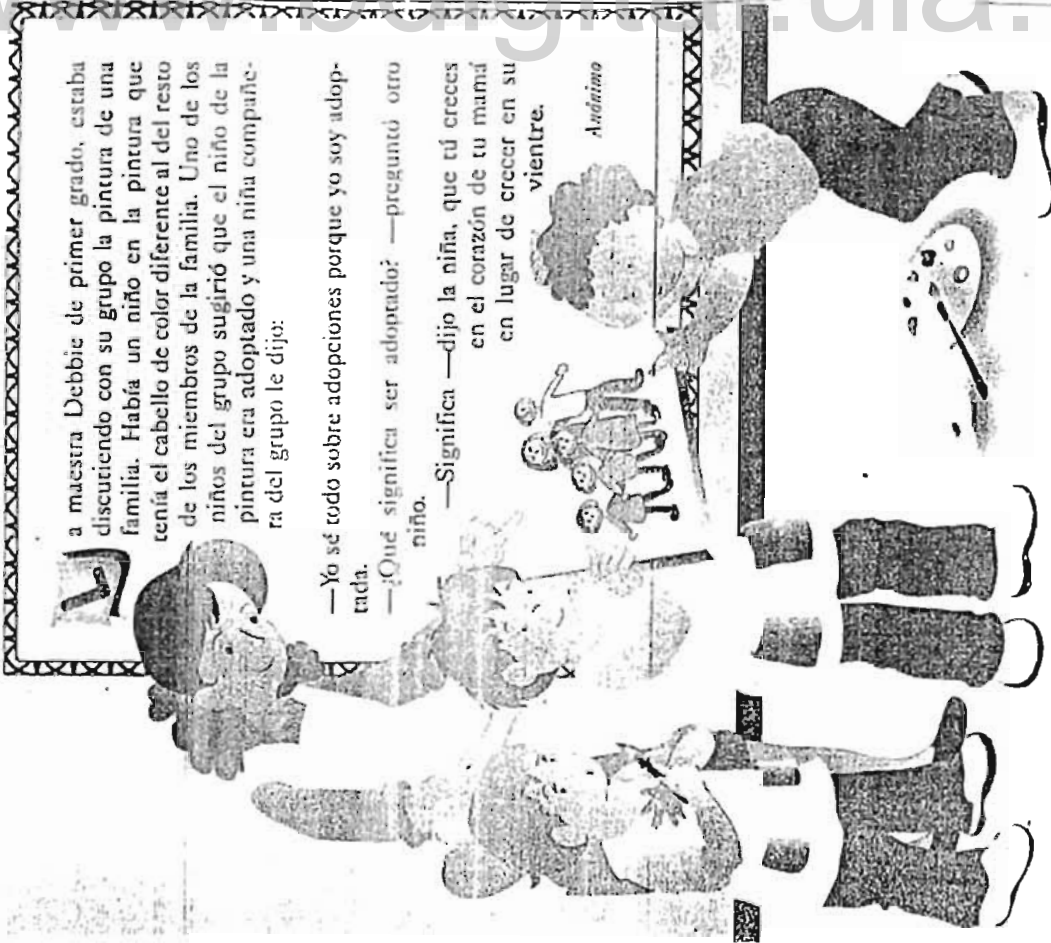 www.bdigital.ula.
La maestra Debbie de primer grado, estaba
discutiendo con su grupo la pintura de una
familia. Había un niño en la pintura que
tenía el cabello de color diferente al del resto
de los miembros de la familia. Uno de los
niños del grupo sugirió que el niño de la
pintura era adoptado y una niña compañe-
ra del grupo le dijo:
—Yo sé todo sobre adopciones porque yo soy adop-
tada.
—¿Qué significa ser adoptado? —preguntó otro
niño.
—Significa —dijo la niña, que tú creces
en el corazón de tu mamá
en lugar de crecer en su
vientre.
Anónimo